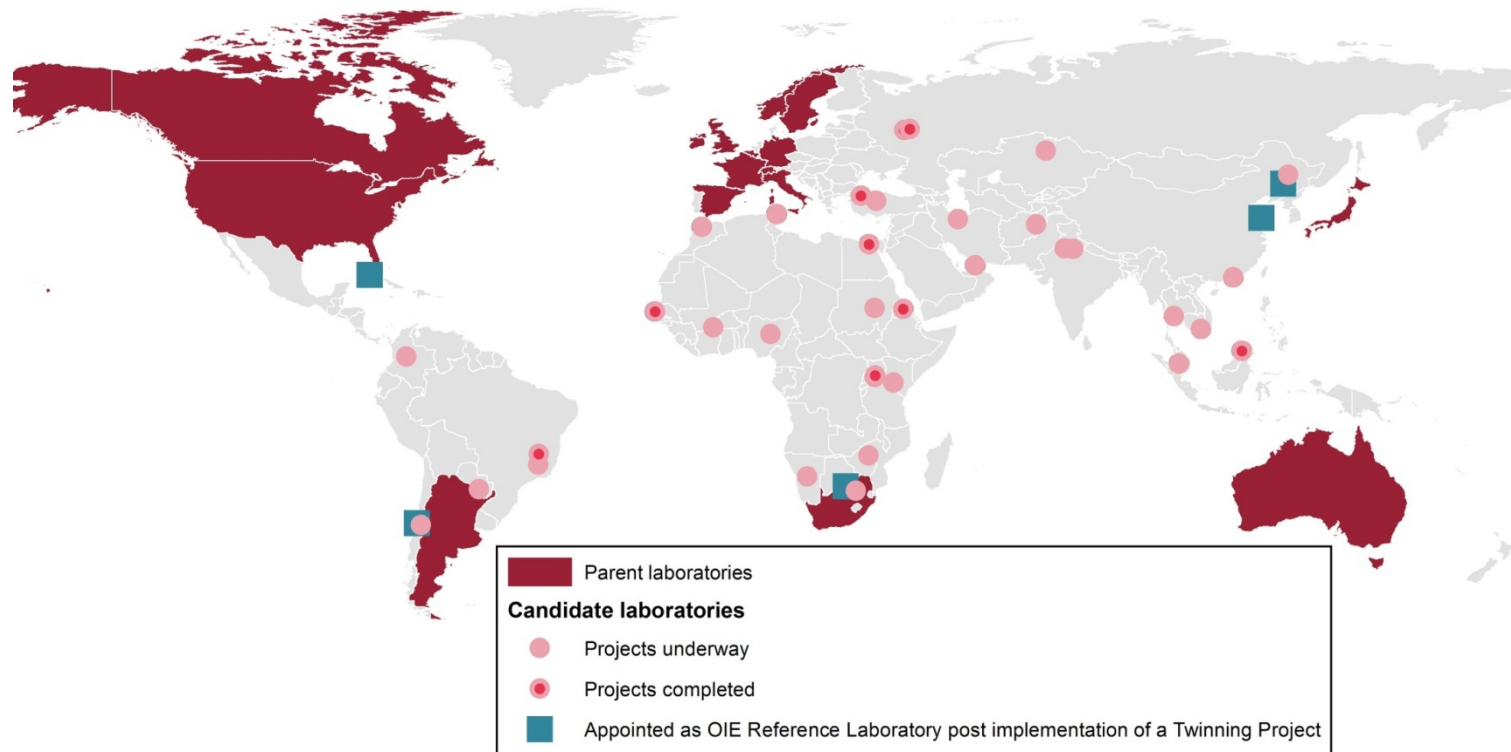 Parent laboratories
Candidate laboratories
Projects underway
Projects completed
Appointed as OIE Reference Laboratory post implementation of a Twinning Project